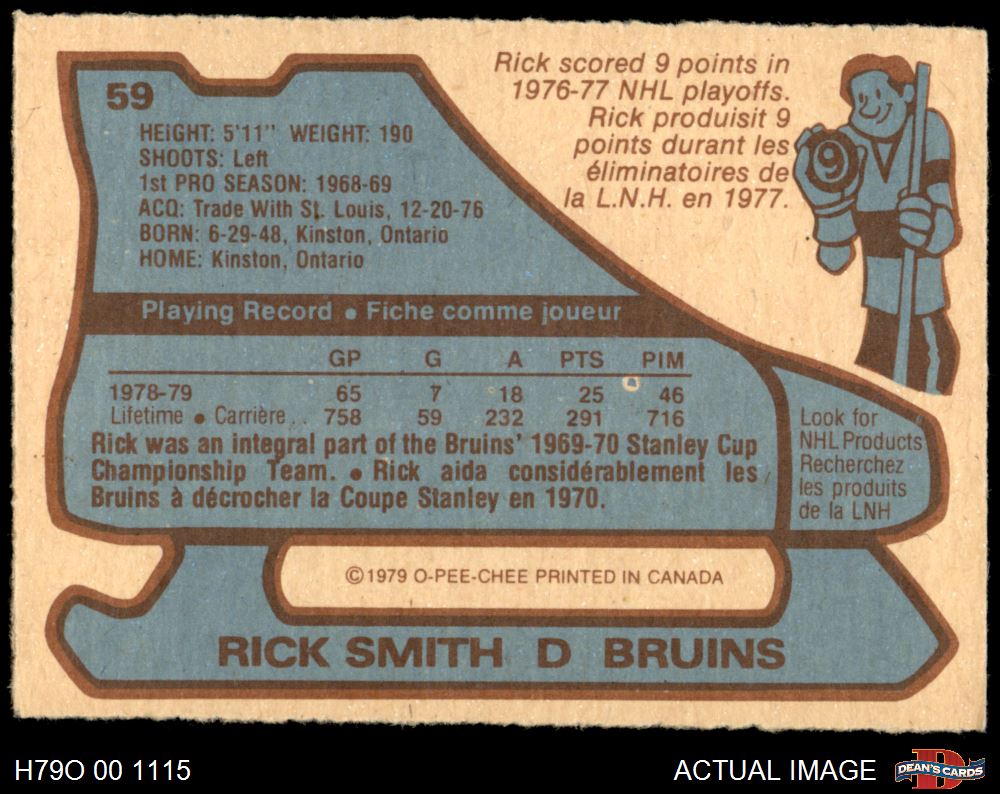 59
HEIGHT: 5'11" WEIGHT: 190
SHOOTS: Left
1st PRO SEASON: 1968-69
ACQ: Trade With St. Louis, 12-20-76
BORN: 6-29-48, Kinston, Ontario
HOME: Kinston, Ontario
Rick scored 9 points in
1976-77 NHL playoffs.
Rick produisit 9
points durant les
éliminatoires de
la L.N.H. en 1977.
9
Playing Record • Fiche comme joueur
GP G A PTS PIM
1978-79 65 7 18 25 46
Lifetime • Carrière.. 758 59 232 291 716
Rick was an integral part of the Bruins' 1969-70 Stanley Cup
Championship Team. • Rick aida considérablement les
Bruins à décrocher la Coupe Stanley en 1970.
Look for
NHL Products
Recherchez
les produits
de la LNH
©1979 O-PEE-CHEE PRINTED IN CANADA
RICK SMITH D BRUINS
H79O 00 1115
ACTUAL IMAGE
D
DEAN'S CARDS